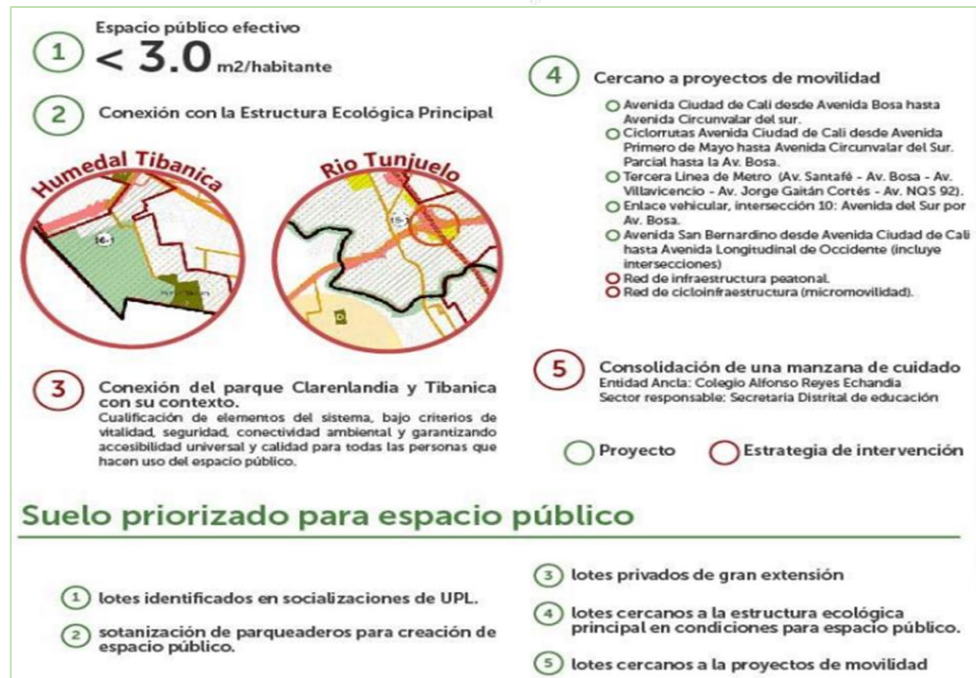 1
Espacio público efectivo
< 3.0 m2/habitante
2
Conexión con la Estructura Ecológica Principal
Humedal Tibanica
16-1
Rio Tunjuelo
15-1
3
Conexión del parque Clarenlandia y Tibanica
con su contexto.
Cualificación de elementos del sistema, bajo criterios de
vitalidad, seguridad, conectividad ambiental y garantizando
accesibilidad universal y calidad para todas las personas que
hacen uso del espacio público.
4
Cercano a proyectos de movilidad
Avenida Ciudad de Cali desde Avenida Bosa hasta
Avenida Circunvalar del sur.
Ciclorrutas Avenida Ciudad de Cali desde Avenida
Primero de Mayo hasta Avenida Circunvalar del Sur.
Parcial hasta la Av. Bosa.
Tercera Linea de Metro (Av. Santafé - Av. Bosa - Av.
Villavicencio - Av. Jorge Gaitán Cortés - Av. NQS 92).
Enlace vehicular, intersección 10: Avenida del Sur por
Av. Bosa.
Avenida San Bernardino desde Avenida Ciudad de Cali
hasta Avenida Longitudinal de Occidente (incluye
intersecciones)
Red de infraestructura peatonal.
Red de cicloinfraestructura (micromovilidad).
5
Consolidación de una manzana de cuidado
Entidad Ancla: Colegio Alfonso Reyes Echandia
Sector responsable: Secretaria Distrital de educación
Proyecto
Estrategia de intervención
Suelo priorizado para espacio público
1 lotes identificados en socializaciones de UPL.
2 sotanización de parqueaderos para creación de
espacio público.
3 lotes privados de gran extensión
4 lotes cercanos a la estructura ecológica
principal en condiciones para espacio público.
5 lotes cercanos a la proyectos de movilidad